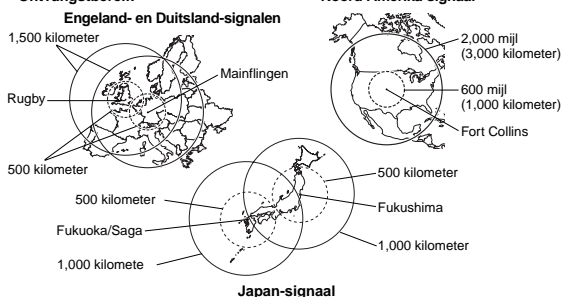 Engeland- en Duitsland-signalen
1,500 kilometer
Mainflingen
Rugby
500 kilometer
2,000 mijl
(3,000 kilometer)
600 mijl
(1,000 kilometer)
Fort Collins
500 kilometer
500 kilometer
Fukushima
Fukuoka/Saga
1,000 kilometer
1,000 kilomete
Japan-signaal